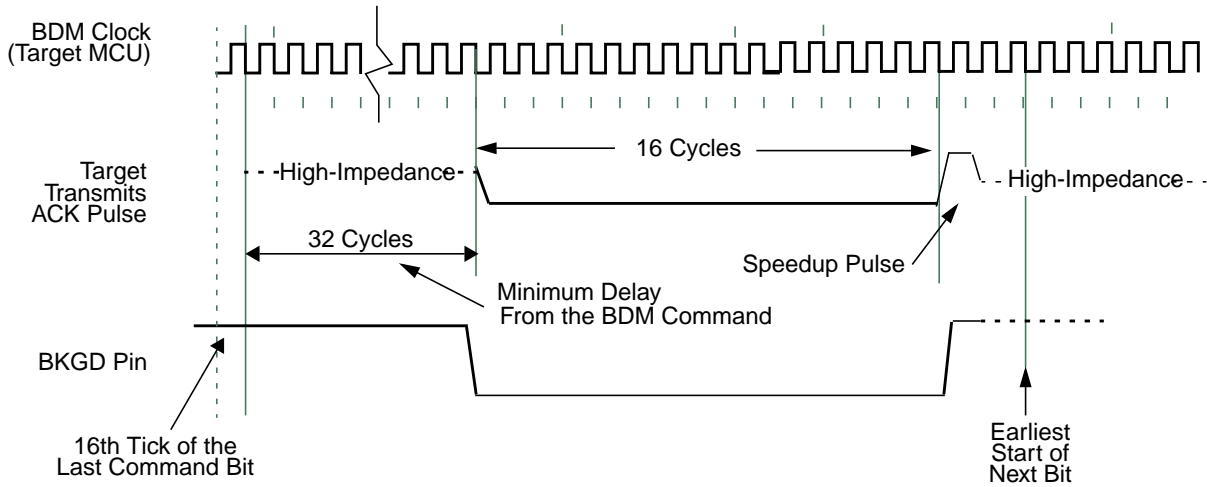 BDM Clock
(Target MCU)
16 Cycles
Target
Transmits
ACK Pulse
High-Impedance
High-Impedance
32 Cycles
Speedup Pulse
Minimum Delay
From the BDM Command
BKGD Pin
16th Tick of the
Last Command Bit
Earliest
Start of
Next Bit